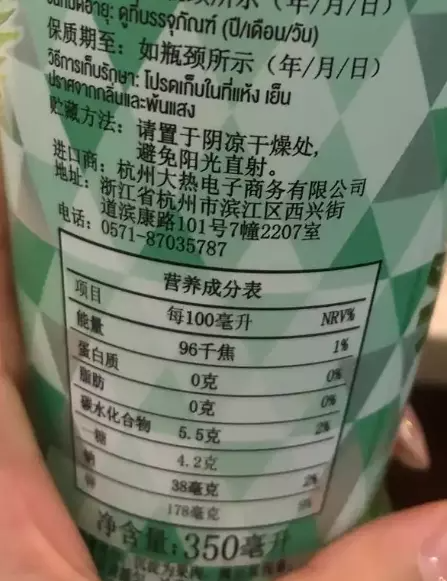 วันหมดอายุ: ดูที่บรรจุภัณฑ์ (ปี/เดือน/วัน)
保质期至: 如瓶颈所示 (年/月/日)
วิธีการเก็บรักษา: โปรดเก็บในที่แห้ง เย็น
ปราศจากกลิ่นและพ้นแสง
贮藏方法: 请置于阴凉干燥处,
避免阳光直射。
进口商: 杭州大热电子商务有限公司
地址: 浙江省杭州市滨江区西兴街
道滨康路101号7幢2207室
电话: 0571-87035787
营养成分表
项目 每100毫升 NRV%
能量 96千焦 1%
蛋白质 0克 0%
脂肪 0克 0%
碳水化合物 5.5克 2%
—糖 4.2克
钠 38毫克 2%
钾 178毫克 9%
净含量:350毫升